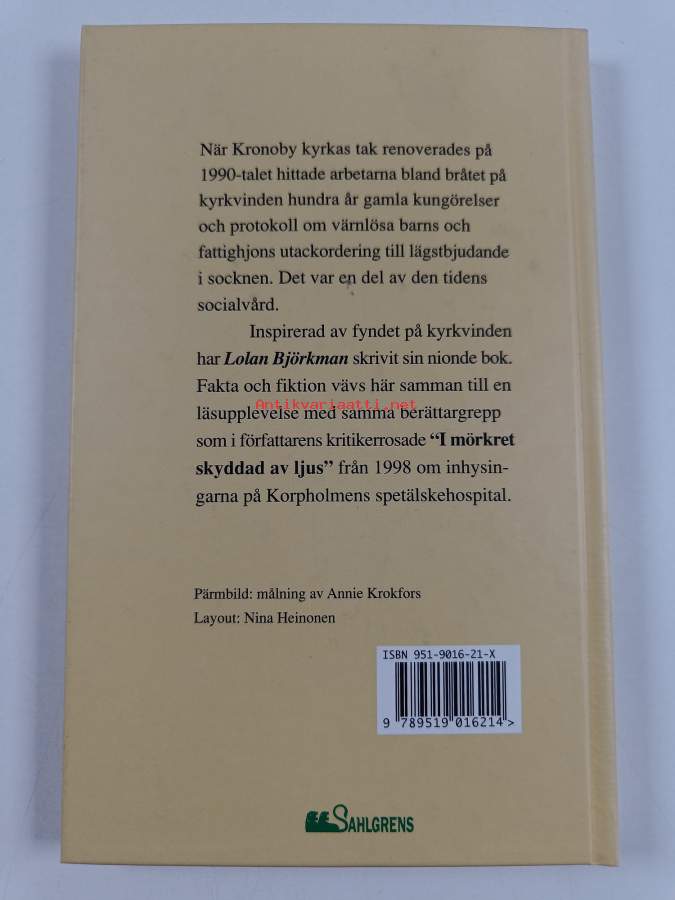 När Kronoby kyrkas tak renoverades på
1990-talet hittade arbetarna bland bråtet på
kyrkvinden hundra år gamla kungörelser
och protokoll om värnlösa barns och
fattighjons utackordering till lägstbjudande
i socknen. Det var en del av den tidens
socialvård.
Inspirerad av fyndet på kyrkvinden
har Lolan Björkman skrivit sin nionde bok.
Fakta och fiktion vävs här samman till en
Antikvariaatti.net
läsupplevelse med samma berättargrepp
som i författarens kritikerrosade “I mörkret
skyddad av ljus” från 1998 om inhysin-
garna på Korpholmens spetälskehospital.
Pärmbild: målning av Annie Krokfors
Layout: Nina Heinonen
ISBN 951-9016-21-X
9 789519 016214 >
SAHLGRENS